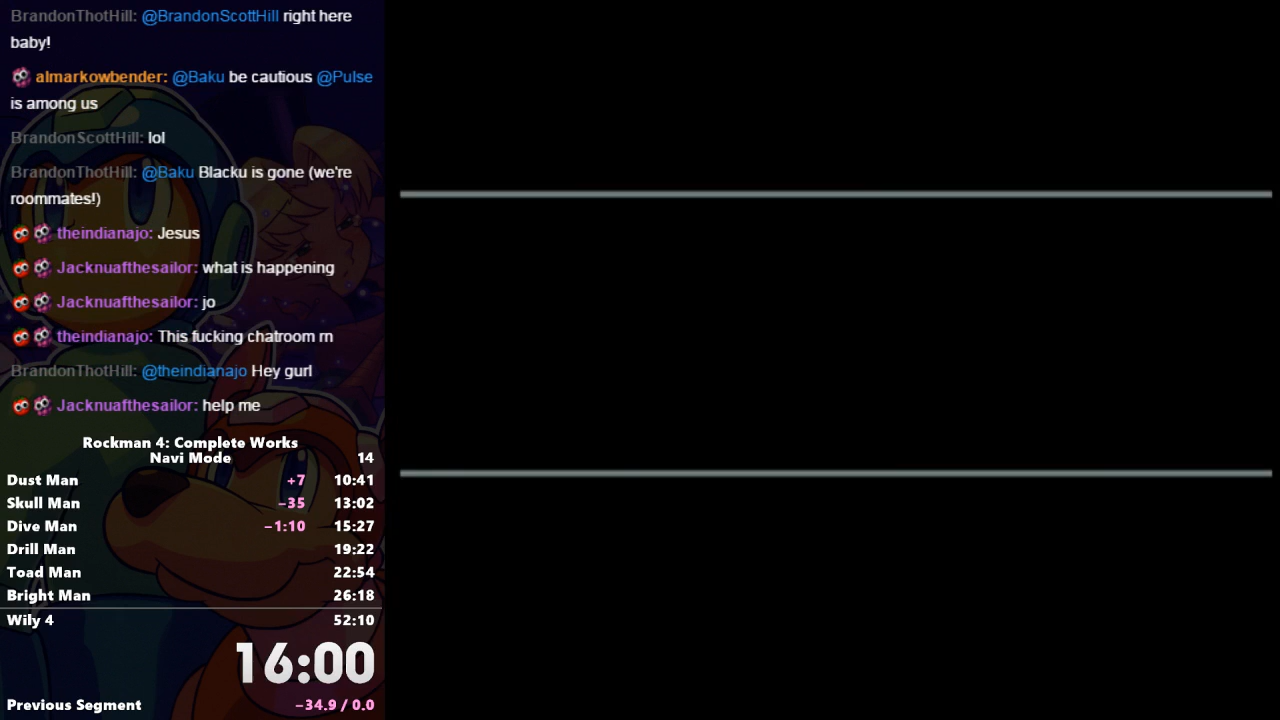 BrandonThotHill: @BrandonScottHill right here
baby!
almarkowbender: @Baku be cautious @Pulse
is among us
BrandonScottHill: lol
BrandonThotHill: @Baku Blacku is gone (we're
roommates!)
theindianajo: Jesus
Jacknuafthesailor: what is happening
Jacknuafthesailor: jo
theindianajo: This fucking chatroom rn
BrandonThotHill: @theindianajo Hey gurl
Jacknuafthesailor: help me
Rockman 4: Complete Works
Navi Mode 14
Dust Man +7 10:41
Skull Man −35 13:02
Dive Man −1:10 15:27
Drill Man 19:22
Toad Man 22:54
Bright Man 26:18
Wily 4 52:10
16:00
Previous Segment −34.9 / 0.0